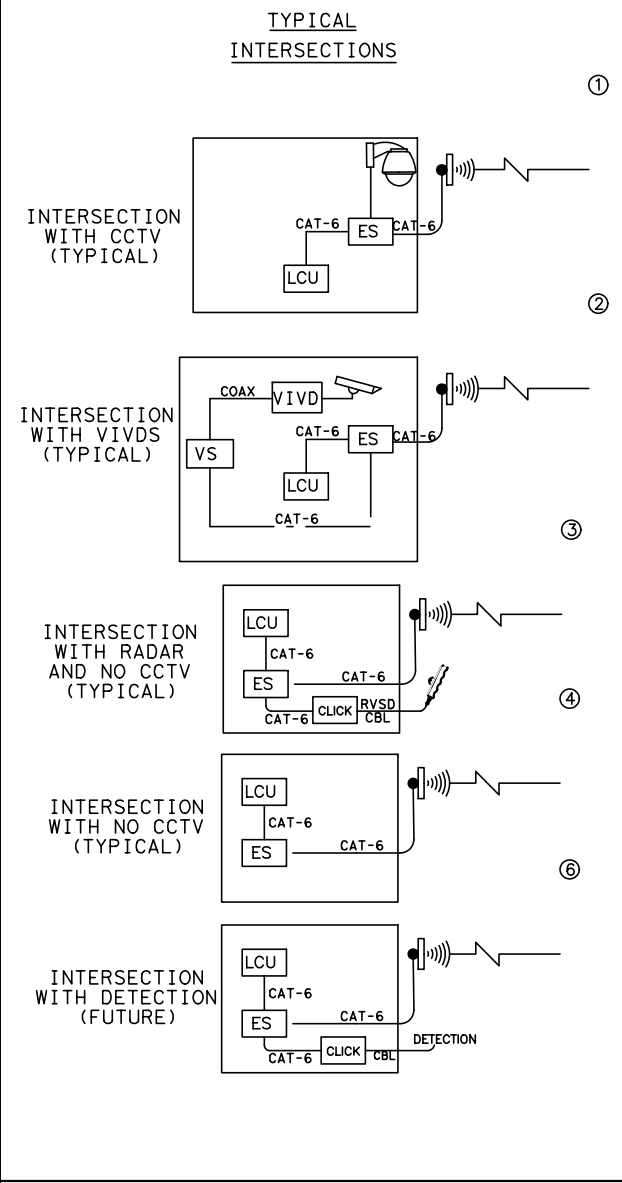 TYPICAL
INTERSECTIONS
①
INTERSECTION
WITH CCTV
(TYPICAL)
CAT-6
ES
CAT-6
LCU
②
INTERSECTION
WITH VIVDS
(TYPICAL)
COAX
VIVD
CAT-6
ES
CAT-6
VS
LCU
CAT-6
③
INTERSECTION
WITH RADAR
AND NO CCTV
(TYPICAL)
LCU
CAT-6
ES
CAT-6
CAT-6
CLICK
RVSD
CBL
④
INTERSECTION
WITH NO CCTV
(TYPICAL)
LCU
CAT-6
ES
CAT-6
⑥
INTERSECTION
WITH DETECTION
(FUTURE)
LCU
CAT-6
ES
CAT-6
CAT-6
CLICK
CBL
DETECTION